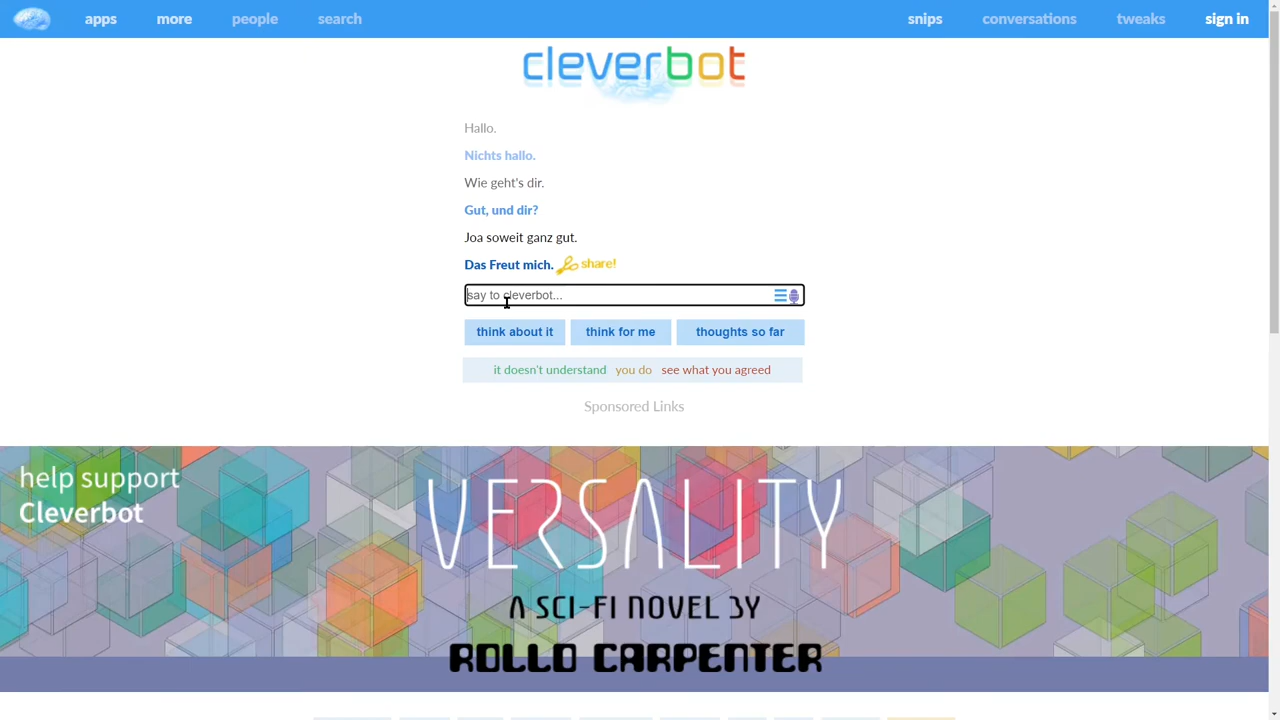 apps more people search snips conversations tweaks sign in
cleverbot
Hallo.
Nichts hallo.
Wie geht's dir.
Gut, und dir?
Joa soweit ganz gut.
Das Freut mich. share!
say to cleverbot...
think about it think for me thoughts so far
it doesn't understand you do see what you agreed
Sponsored Links
help support
Cleverbot
VERSALITY
A SCI-FI NOVEL BY
ROLLO CARPENTER